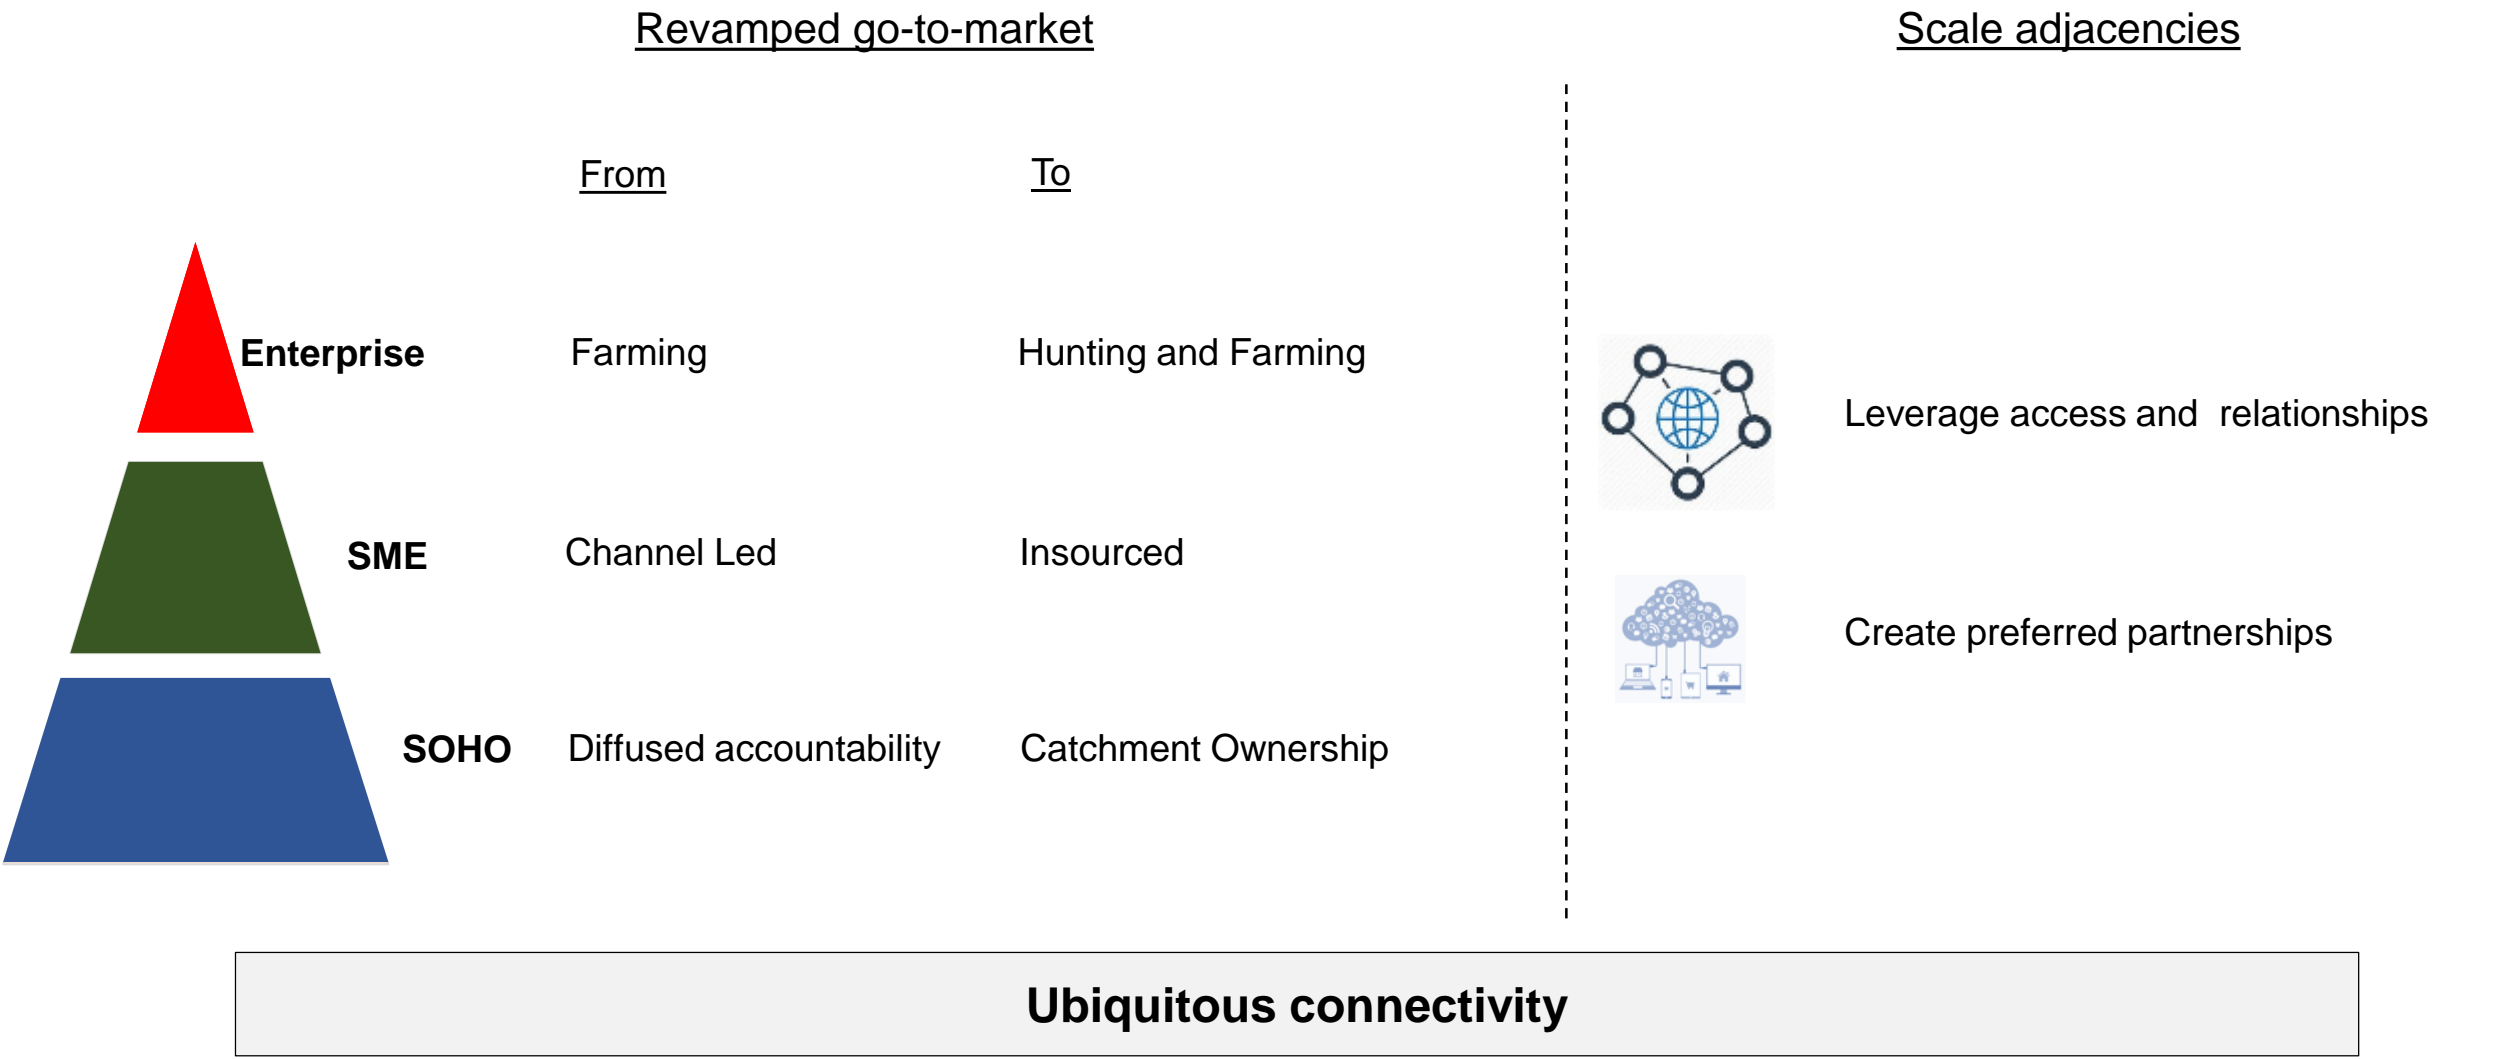 Revamped go-to-market
Scale adjacencies
From
To
Enterprise
Farming
Hunting and Farming
Leverage access and  relationships
SME
Channel Led
Insourced
Create preferred partnerships
SOHO
Diffused accountability
Catchment Ownership
Ubiquitous connectivity